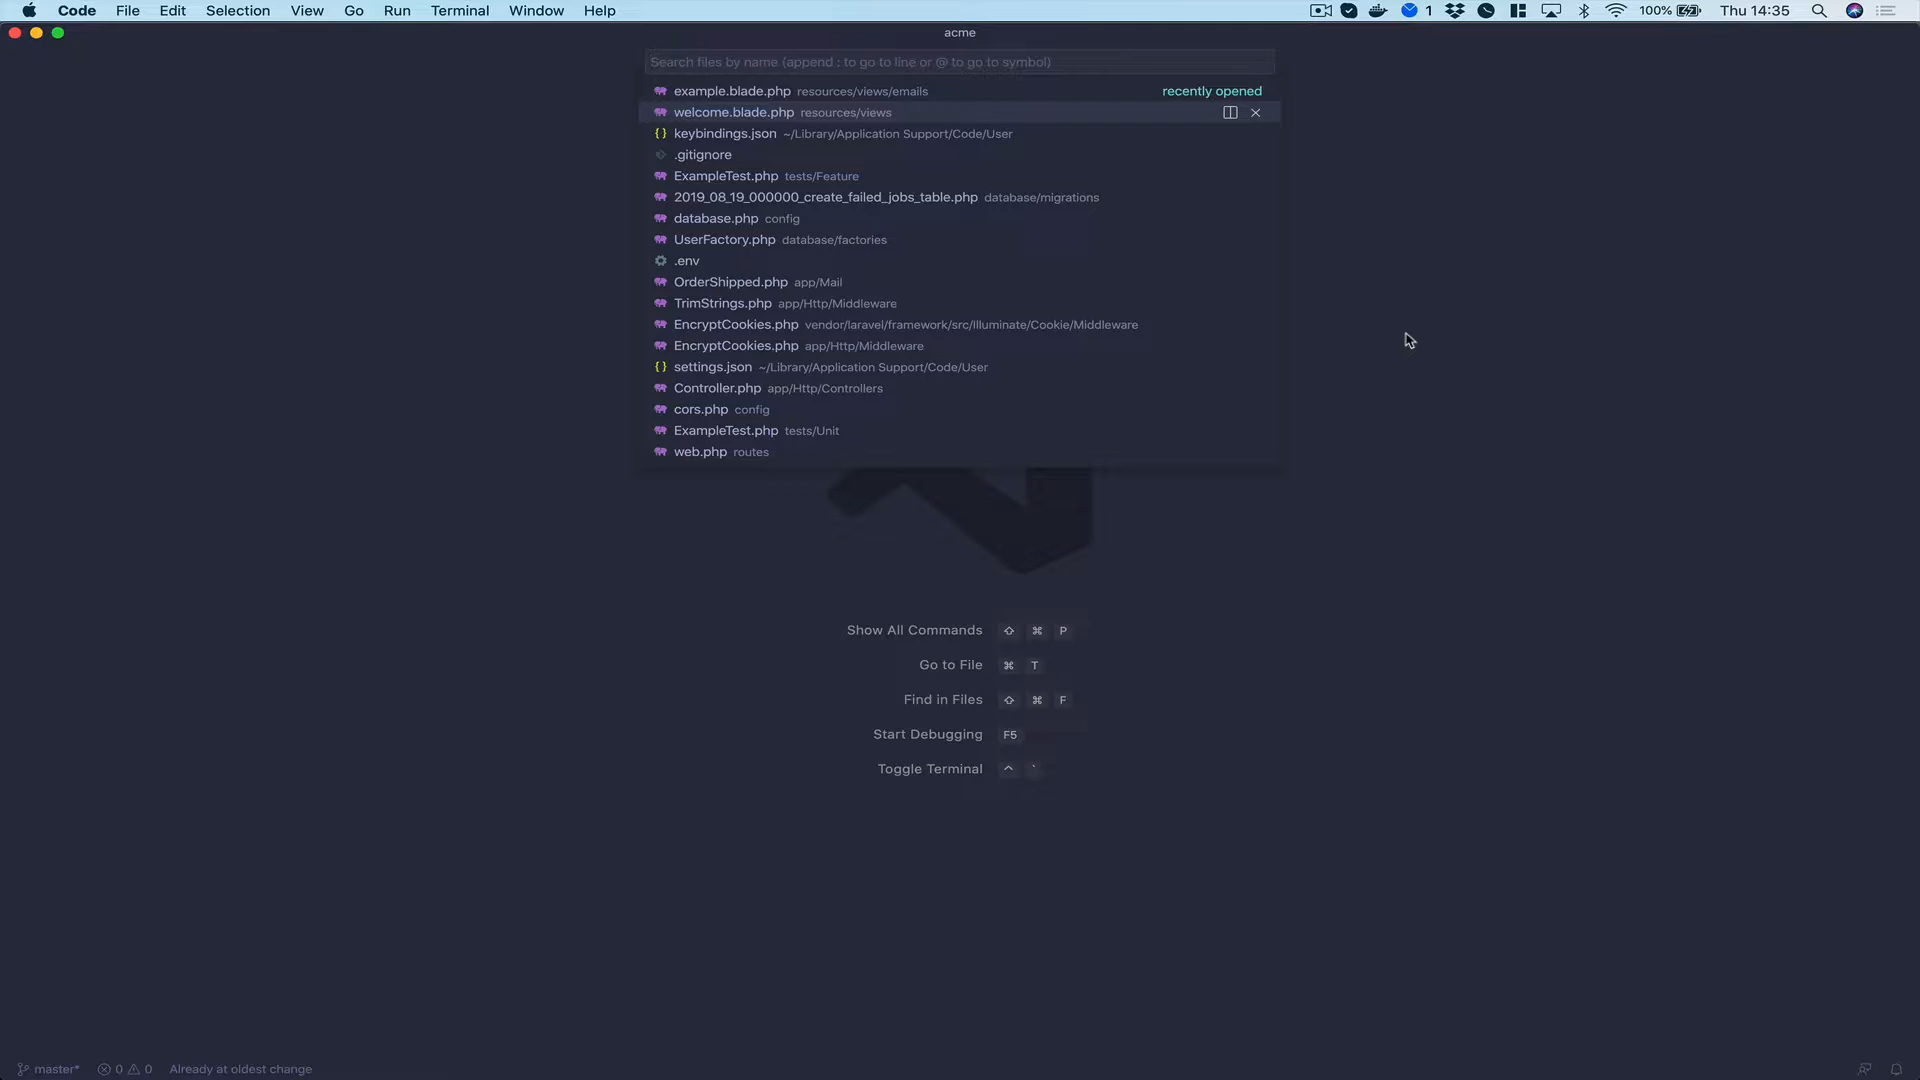 Code File Edit Selection View Go Run Terminal Window Help 1 100% Thu 14:35
acme
Search files by name (append : to go to line or @ to go to symbol)
example.blade.php resources/views/emails recently opened
welcome.blade.php resources/views
{} keybindings.json ~/Library/Application Support/Code/User
.gitignore
ExampleTest.php tests/Feature
2019_08_19_000000_create_failed_jobs_table.php database/migrations
database.php config
UserFactory.php database/factories
.env
OrderShipped.php app/Mail
TrimStrings.php app/Http/Middleware
EncryptCookies.php vendor/laravel/framework/src/Illuminate/Cookie/Middleware
EncryptCookies.php app/Http/Middleware
{} settings.json ~/Library/Application Support/Code/User
Controller.php app/Http/Controllers
cors.php config
ExampleTest.php tests/Unit
web.php routes
Show All Commands ⇧ ⌘ P
Go to File ⌘ T
Find in Files ⇧ ⌘ F
Start Debugging F5
Toggle Terminal ^ `
master* 0 0 Already at oldest change